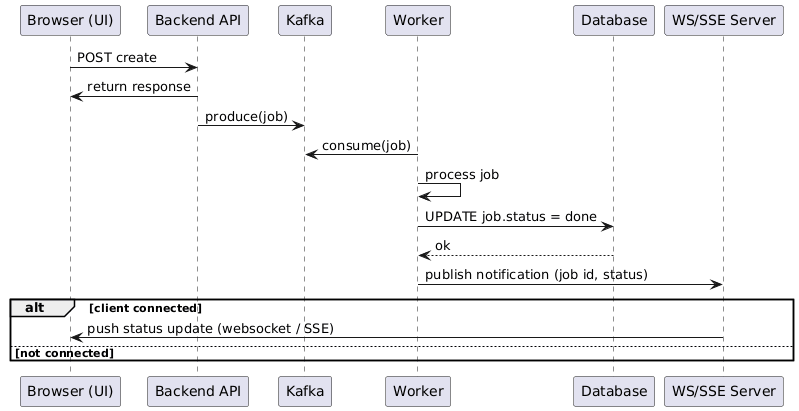 Browser (UI)
Backend API
Kafka
Worker
Database
WS/SSE Server
POST create
return response
produce(job)
consume(job)
process job
UPDATE job.status = done
ok
publish notification (job id, status)
alt
[client connected]
push status update (websocket / SSE)
[not connected]
Browser (UI)
Backend API
Kafka
Worker
Database
WS/SSE Server